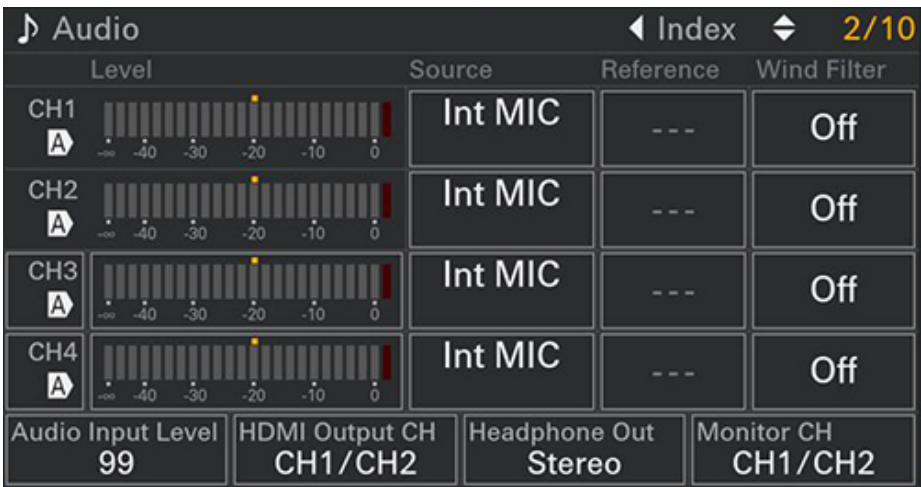 Audio Index 2/10
Level Source Reference Wind Filter
CH1 Int MIC --- Off
A -∞ -40 -30 -20 -10 0
CH2 Int MIC --- Off
A -∞ -40 -30 -20 -10 0
CH3 Int MIC --- Off
A -∞ -40 -30 -20 -10 0
CH4 Int MIC --- Off
A -∞ -40 -30 -20 -10 0
Audio Input Level HDMI Output CH Headphone Out Monitor CH
99 CH1/CH2 Stereo CH1/CH2